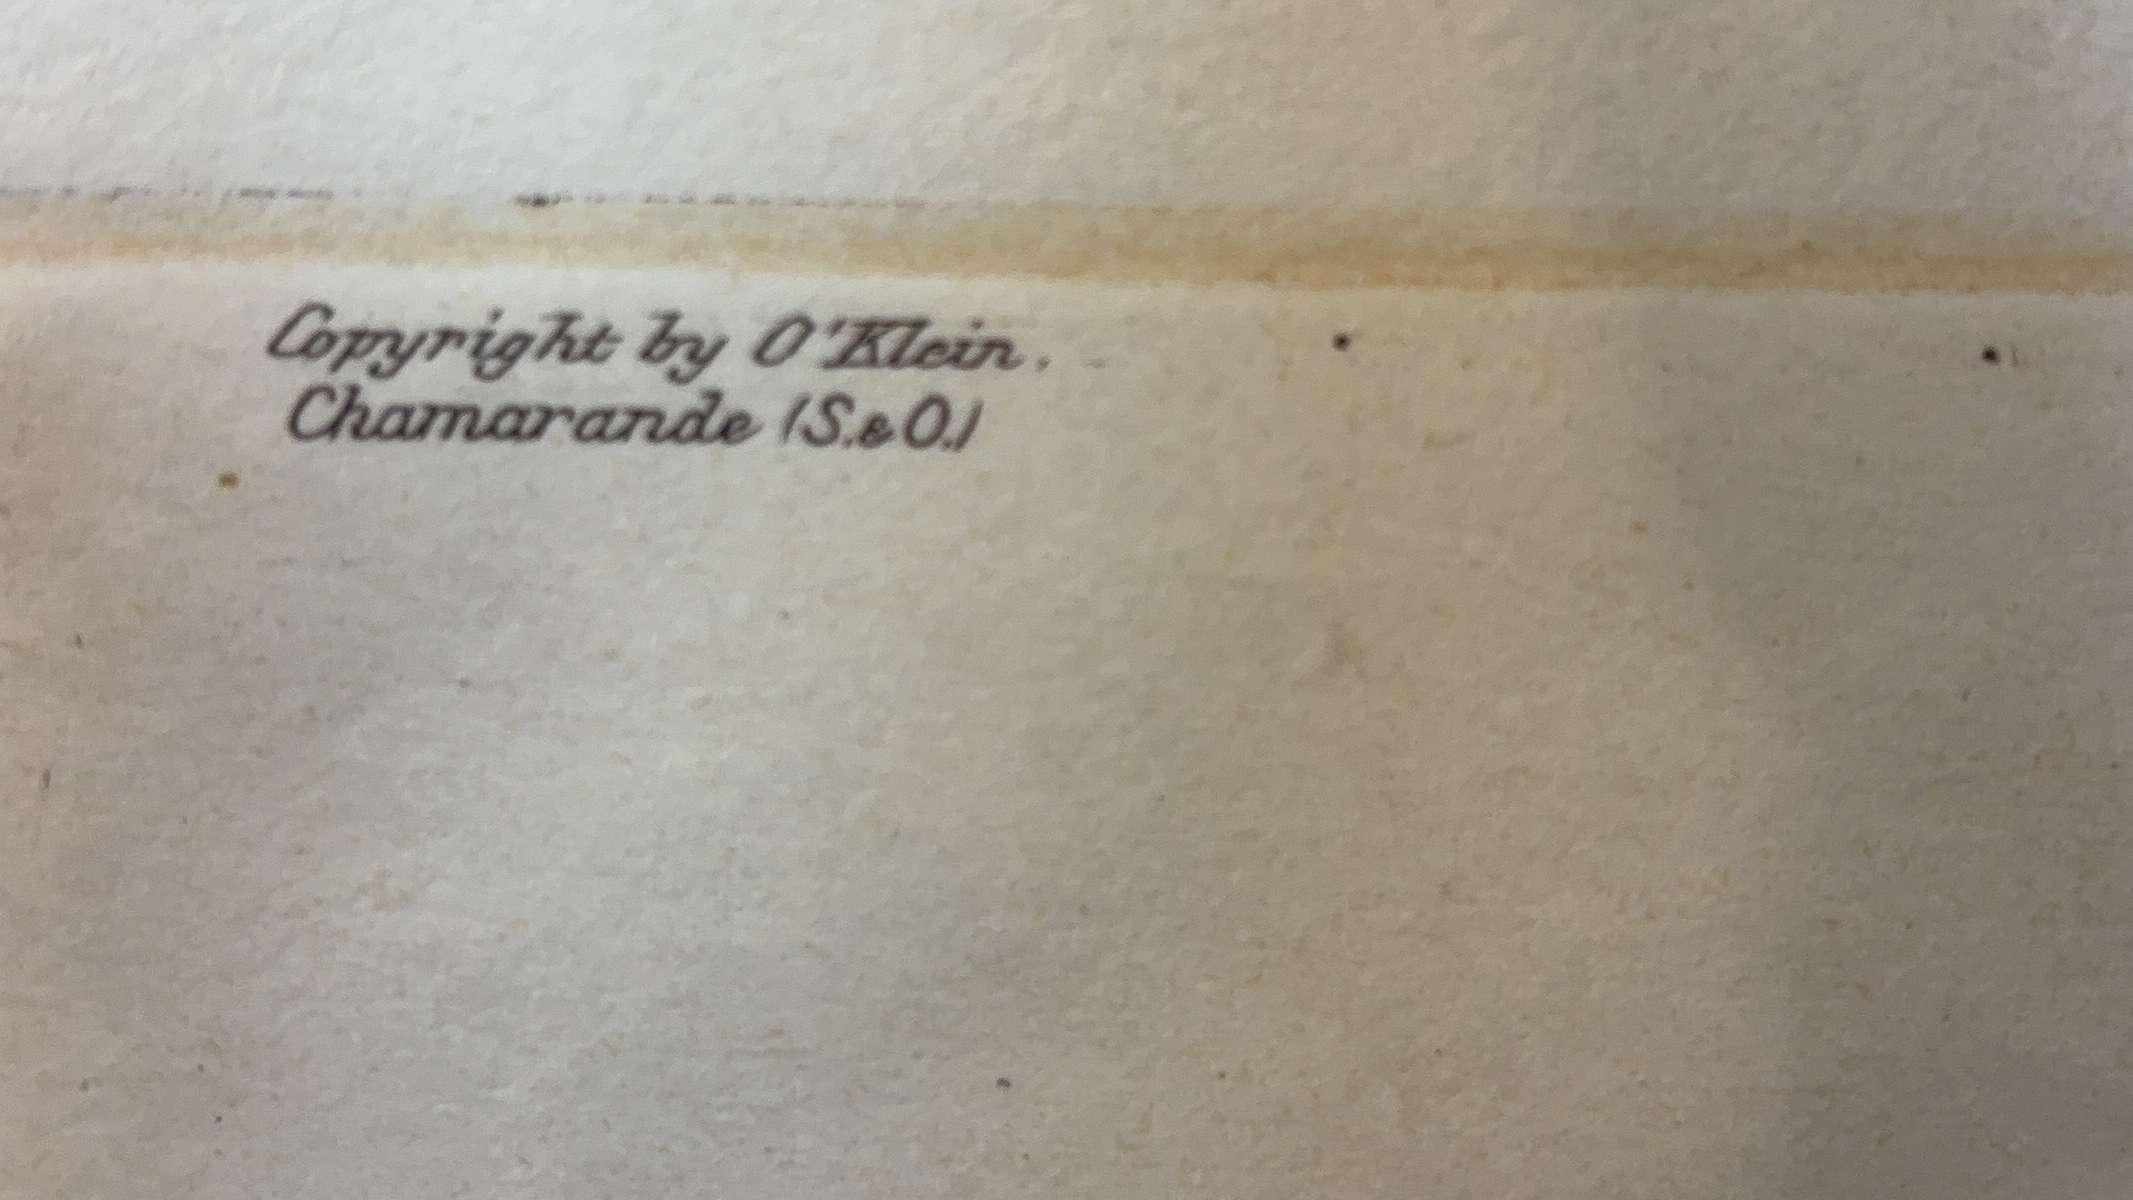 Copyright by O'Klein.
Chamarande (S.&O.)